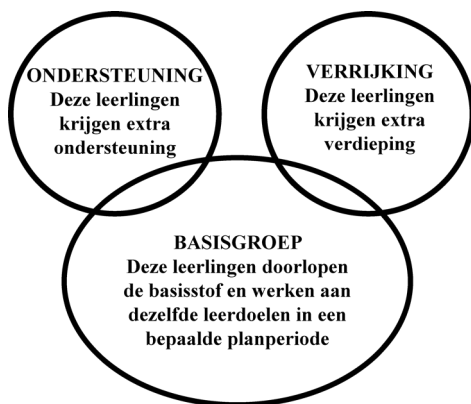 ONDERSTEUNING
Deze leerlingen
krijgen extra
ondersteuning
VERRIJKING
Deze leerlingen
krijgen extra
verdieping
BASISGROEP
Deze leerlingen doorlopen
de basisstof en werken aan
dezelfde leerdoelen in een
bepaalde planperiode